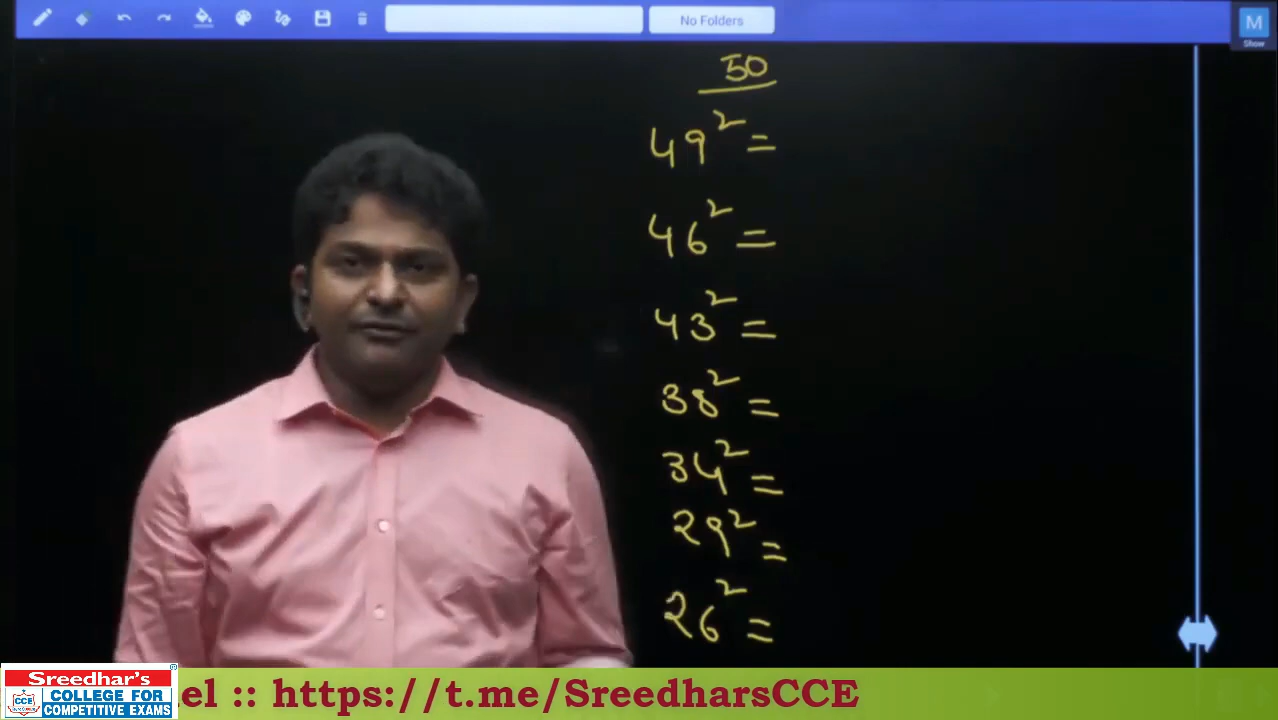 No Folders
M
Show
50
49²=
46²=
43²=
38²=
34²=
29²=
26²=
Sreedhar's
CCE
COLLEGE FOR
COMPETITIVE EXAMS
el :: https://t.me/SreedharsCCE